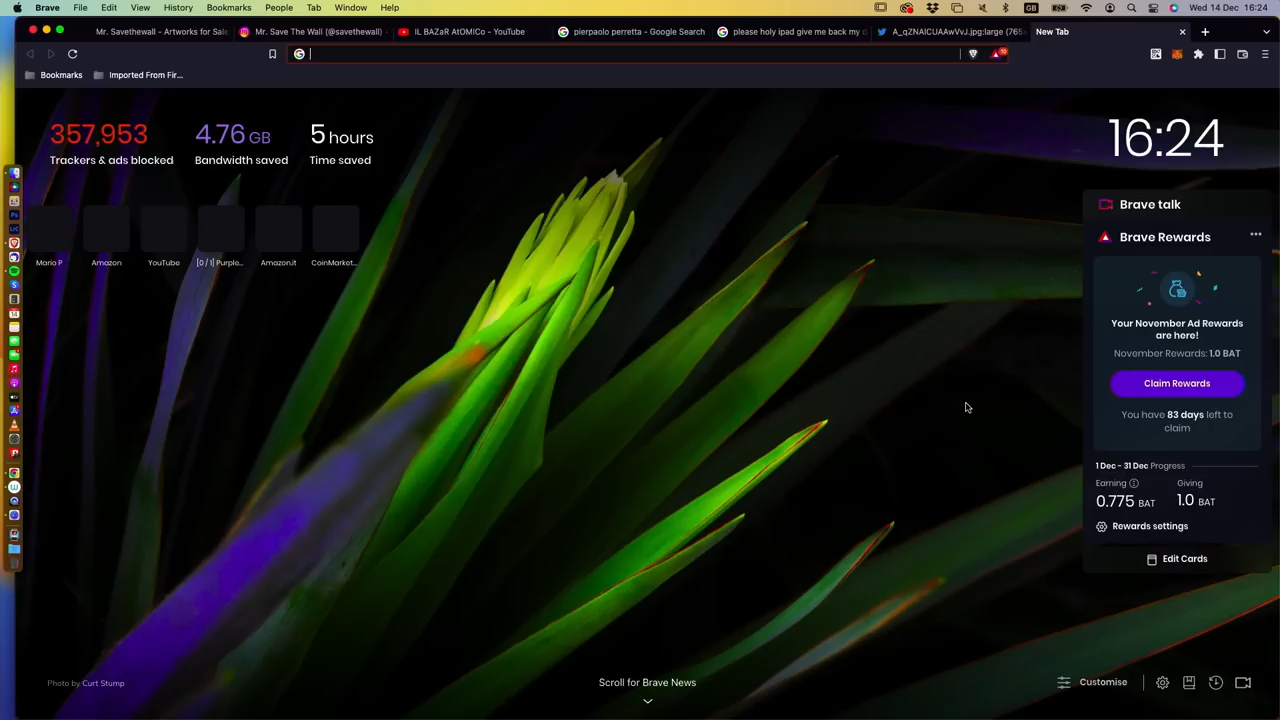 Brave File Edit View History Bookmarks People Tab Window Help
GB
Wed 14 Dec 16:24
Mr. Savethewall – Artworks for Sale
Mr. Save The Wall (@savethewall) ·
IL BAZaR AtOMICo - YouTube
pierpaolo perretta - Google Search
please holy ipad give me back my d
A_qZNAlCUAAwVvJ.jpg:large (765
New Tab
Bookmarks
Imported From Fir...
357,953
Trackers & ads blocked
4.76 GB
Bandwidth saved
5 hours
Time saved
16:24
Mario P
Amazon
YouTube
[0 / 1] Purple...
Amazon.it
CoinMarket...
Brave talk
Brave Rewards
Your November Ad Rewards
are here!
November Rewards: 1.0 BAT
Claim Rewards
You have 83 days left to
claim
1 Dec - 31 Dec Progress
Earning
Giving
0.775 BAT
1.0 BAT
Rewards settings
Edit Cards
Photo by Curt Stump
Scroll for Brave News
Customise